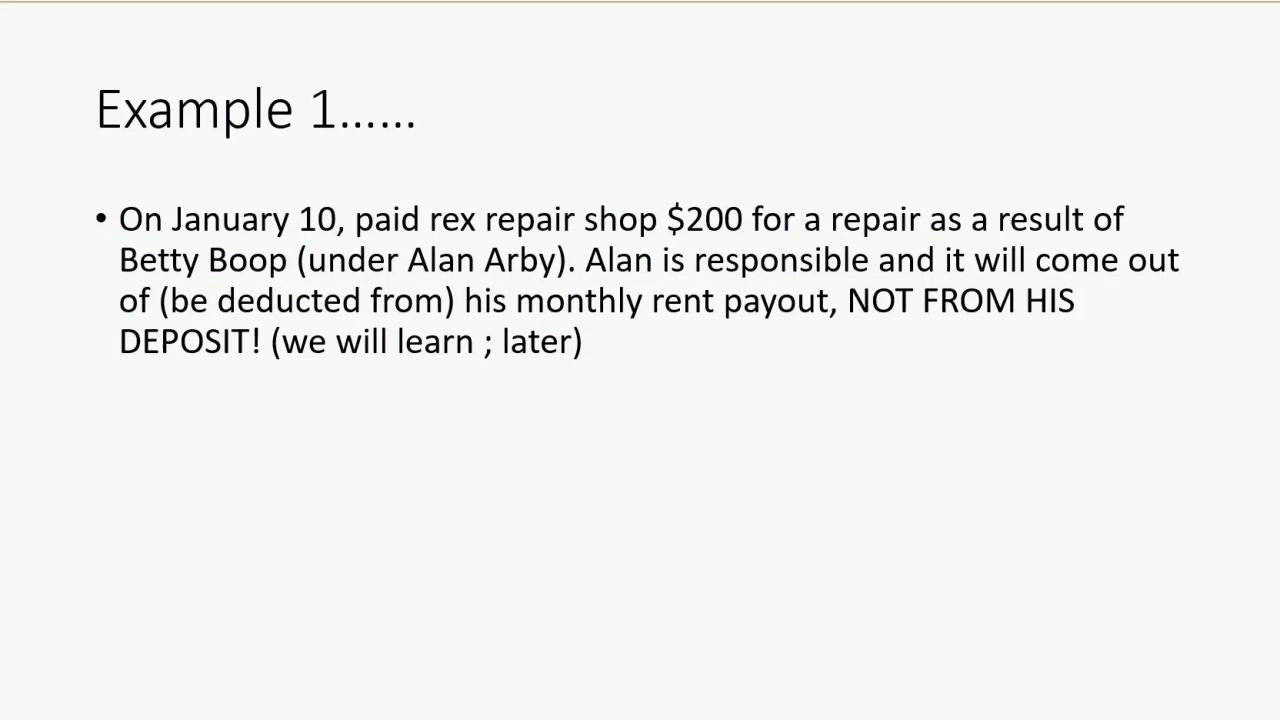 Example 1......
• On January 10, paid rex repair shop $200 for a repair as a result of
Betty Boop (under Alan Arby). Alan is responsible and it will come out
of (be deducted from) his monthly rent payout, NOT FROM HIS
DEPOSIT! (we will learn ; later)